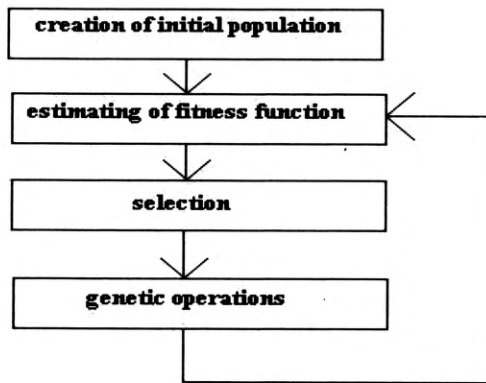 creation of initial population
estimating of fitness function
selection
genetic operations